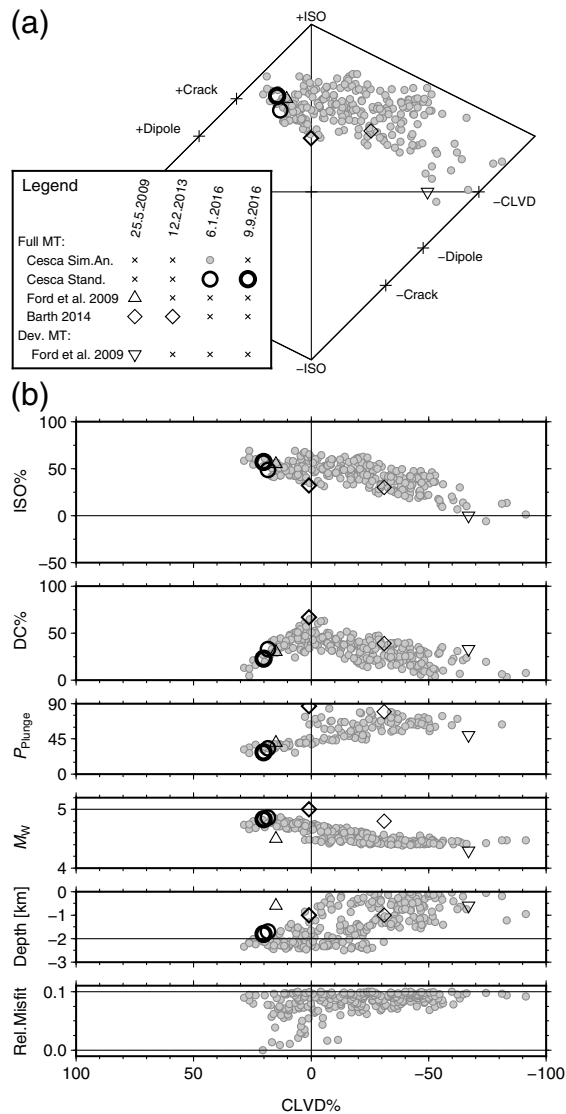 (a)
+ISO
+Crack
+Dipole
Legend
25.5.2009
12.2.2013
6.1.2016
9.9.2016
Full MT:
Cesca Sim.An.
Cesca Stand.
Ford et al. 2009
Barth 2014
Dev. MT:
Ford et al. 2009
−CLVD
−Dipole
−Crack
−ISO
(b)
100
50
0
−50
ISO%
100
50
0
DC%
90
45
0
PPlunge
5
4
MW
0
−1
−2
−3
Depth [km]
0.1
0.0
Rel.Misfit
100 50 0 −50 −100
CLVD%